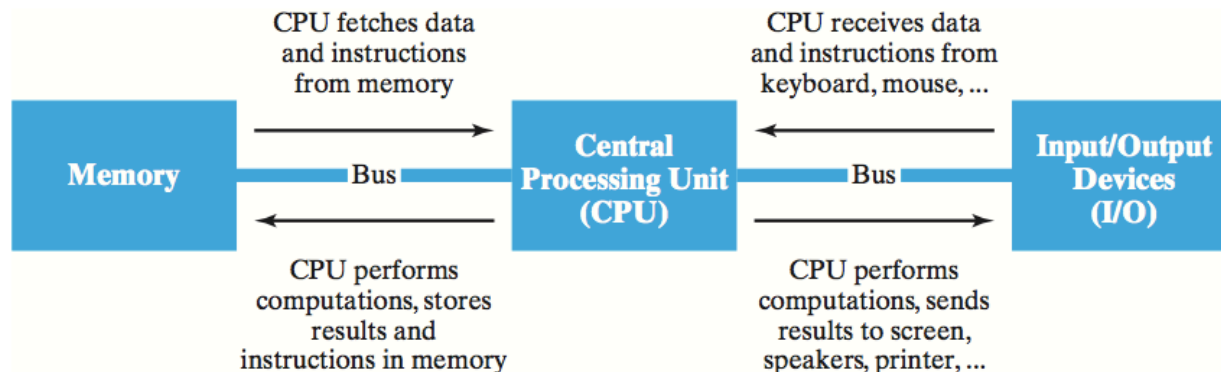 CPU fetches data
and instructions
from memory
CPU receives data
and instructions from
keyboard, mouse, ...
Memory
Bus
Central
Processing Unit
(CPU)
Bus
Input/Output
Devices
(I/O)
CPU performs
computations, stores
results and
instructions in memory
CPU performs
computations, sends
results to screen,
speakers, printer, ...